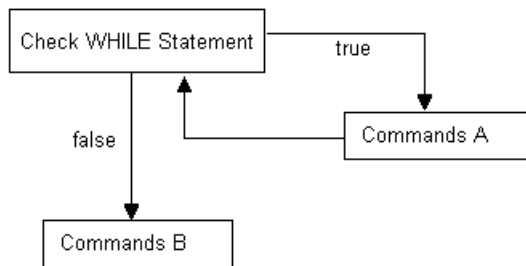 Check WHILE Statement
true
Commands A
false
Commands B